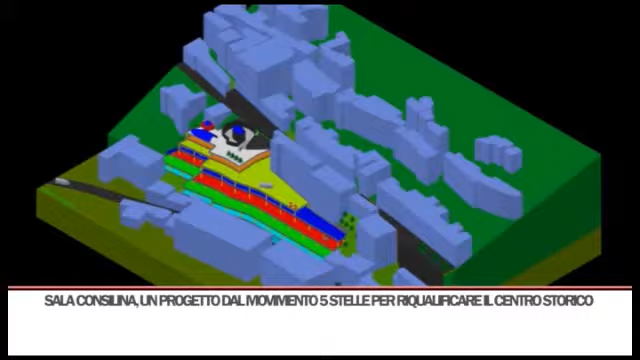 SALA CONSILINA, UN PROGETTO DAL MOVIMENTO 5 STELLE PER RIQUALIFICARE IL CENTRO STORICO